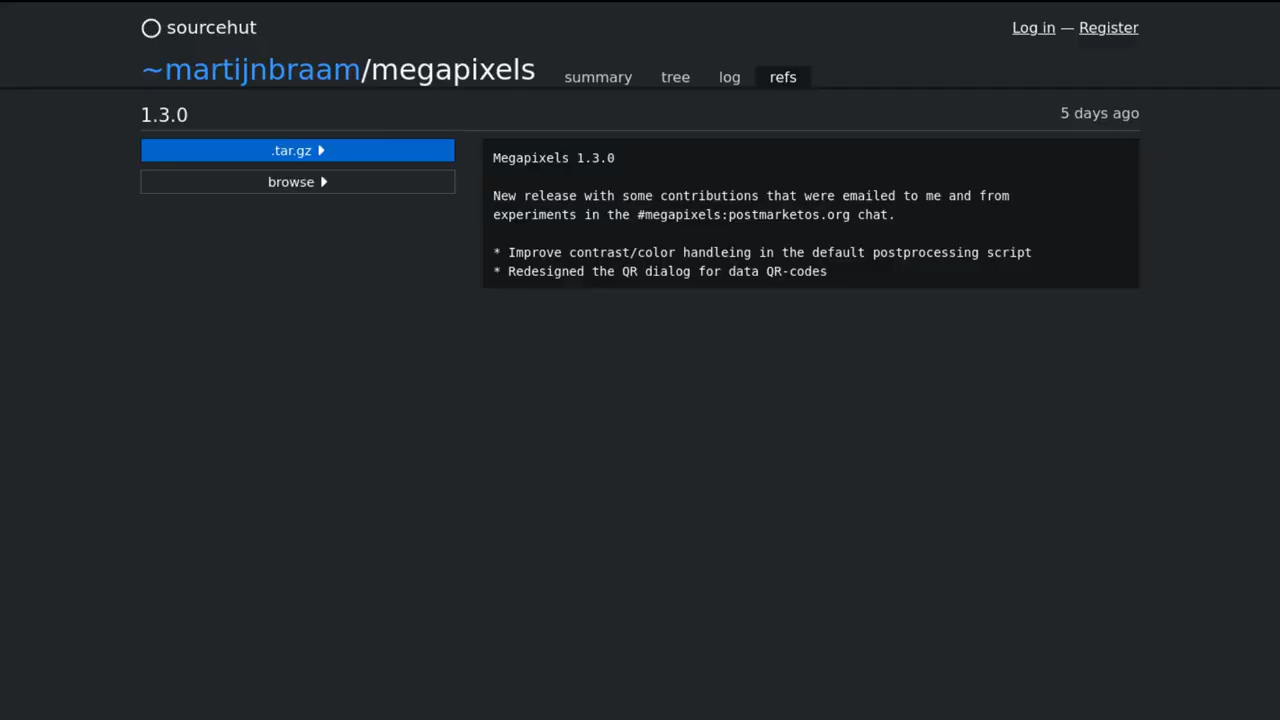 sourcehut
Log in — Register
~martijnbraam/megapixels
summary tree log refs
1.3.0
5 days ago
.tar.gz
browse
Megapixels 1.3.0
New release with some contributions that were emailed to me and from
experiments in the #megapixels:postmarketos.org chat.
* Improve contrast/color handleing in the default postprocessing script
* Redesigned the QR dialog for data QR-codes